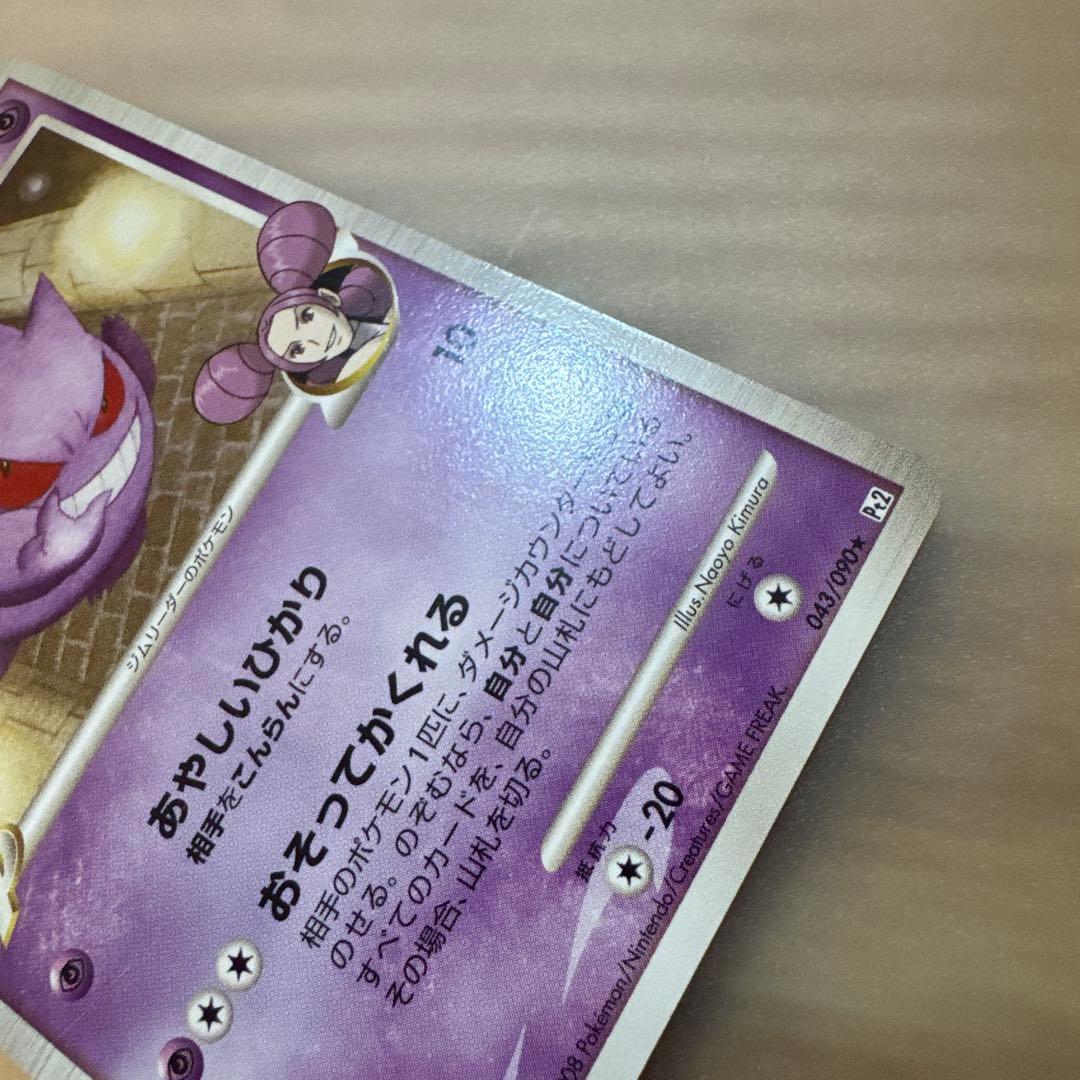 ジムリーダーのポケモン
あやしいひかり
10
相手をこんらんにする。
おそってかくれる
相手のポケモン1匹に、ダメージカウンター
のせる。のぞむなら、自分と自分についている
すべてのカードを、自分の山札にもどしてよい。
その場合、山札を切る。
Illus. Naoyo Kimura
抵抗力
-20
にげる
043/090★
Pt2
08 Pokémon/Nintendo/Creatures/GAME FREAK.